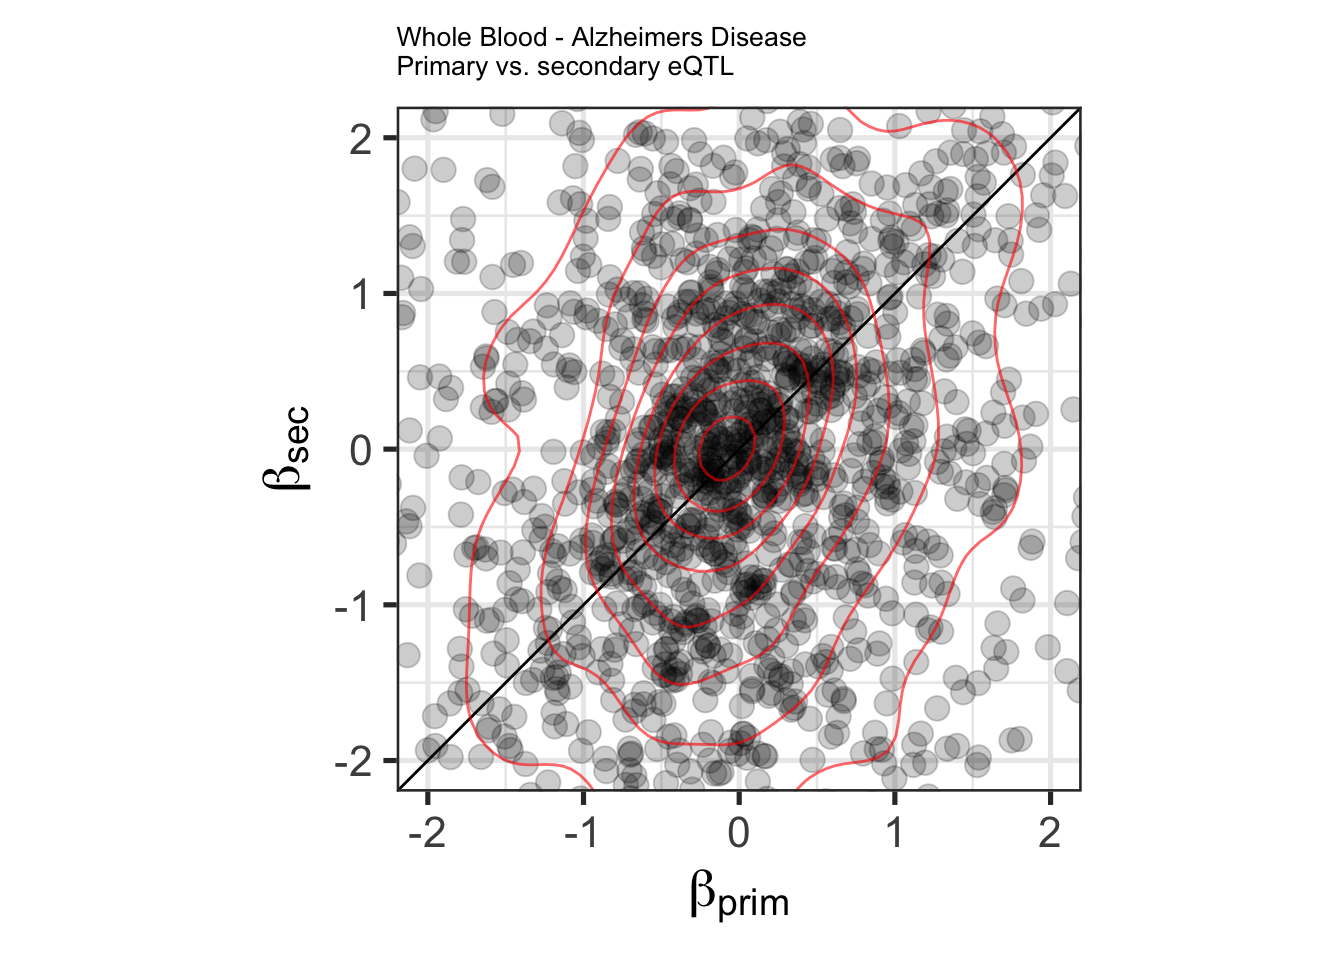 Whole Blood - Alzheimers Disease
Primary vs. secondary eQTL
2
1
0
-1
-2
βsec
-2 -1 0 1 2
βprim